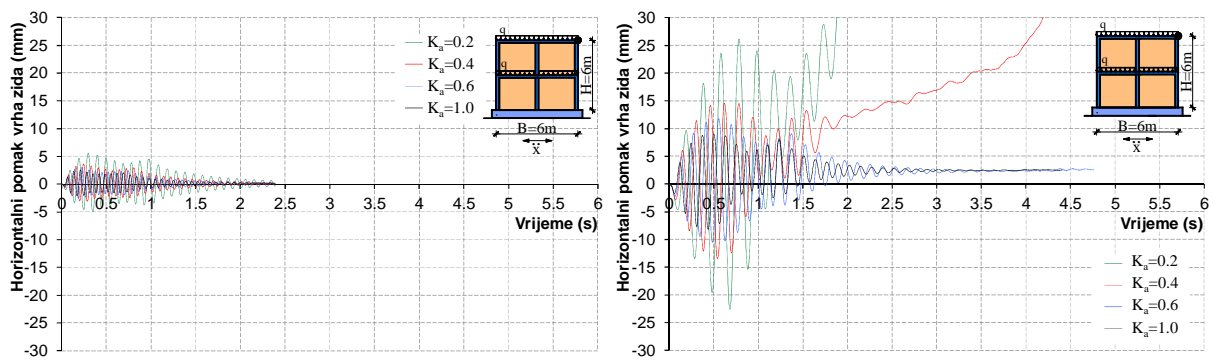 Horizontalni pomak vrha zida (mm)
30
25
20
15
10
5
0
-5
-10
-15
-20
-25
-30
0
0.5
1
1.5
2
2.5
3
3.5
4
4.5
5
5.5
6
Vrijeme (s)
Ka=0.2
Ka=0.4
Ka=0.6
Ka=1.0
q
q
H=6m
B=6m
ẍ
Horizontalni pomak vrha zida (mm)
30
25
20
15
10
5
0
-5
-10
-15
-20
-25
-30
0
0.5
1
1.5
2
2.5
3
3.5
4
4.5
5
5.5
6
Vrijeme (s)
q
q
H=6m
B=6m
ẍ
Ka=0.2
Ka=0.4
Ka=0.6
Ka=1.0